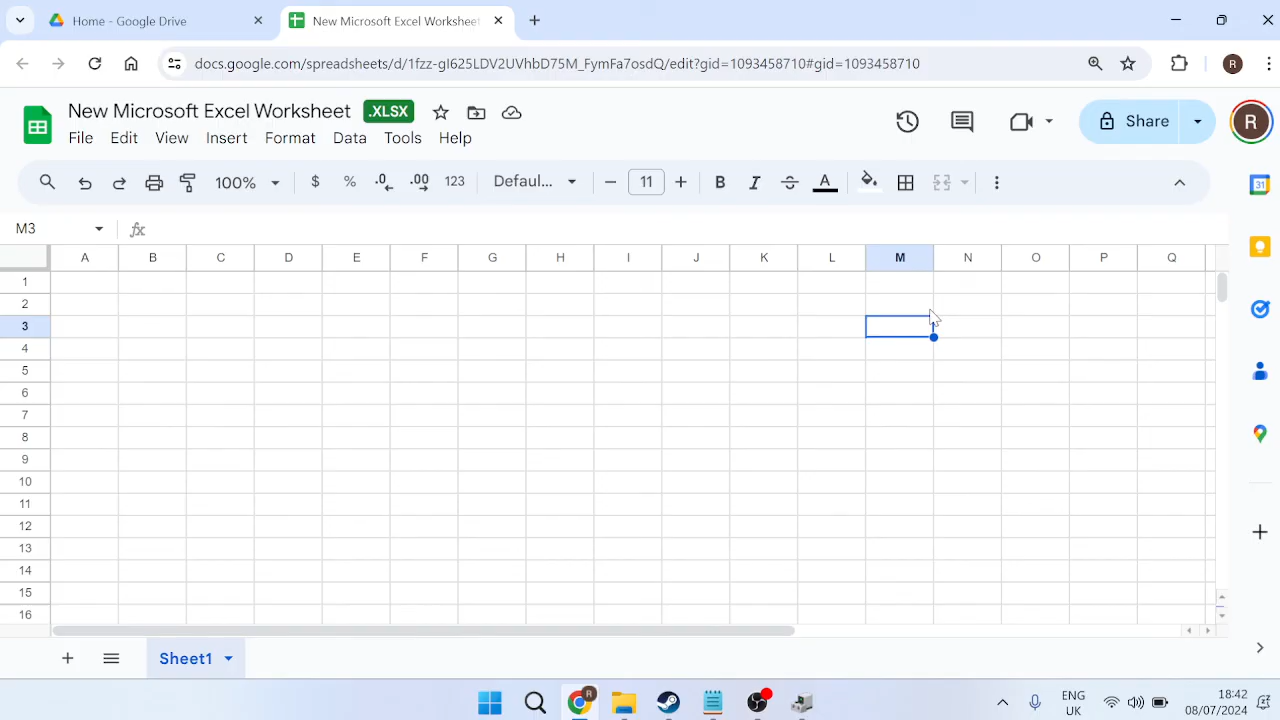 Home - Google Drive
New Microsoft Excel Worksheet
docs.google.com/spreadsheets/d/1fzz-gI625LDV2UVhbD75M_FymFa7osdQ/edit?gid=1093458710#gid=1093458710
R
New Microsoft Excel Worksheet .XLSX
File Edit View Insert Format Data Tools Help
Share
R
100% $ % .0 .00 123 Defaul... 11 B I A
31
M3
fx
A B C D E F G H I J K L M N O P Q
1
2
3
4
5
6
7
8
9
10
11
12
13
14
15
16
Sheet1
R
ENG
UK
18:42
08/07/2024